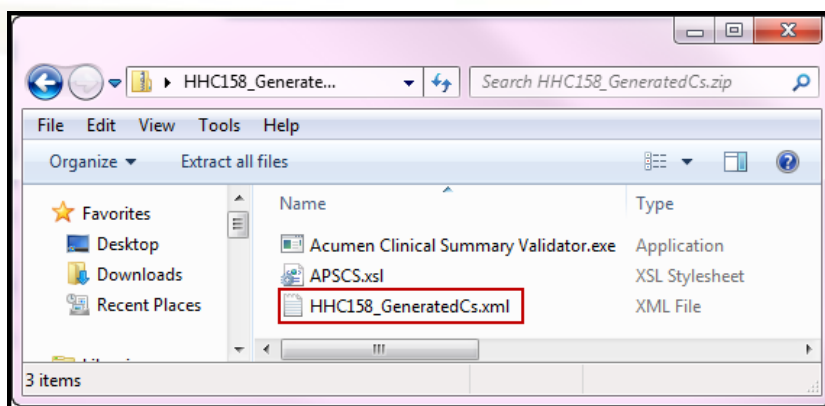 HHC158_Generate...
Search HHC158_GeneratedCs.zip
File Edit View Tools Help
Organize Extract all files
Favorites
Desktop
Downloads
Recent Places
Name Type
Acumen Clinical Summary Validator.exe Application
APSCS.xsl XSL Stylesheet
HHC158_GeneratedCs.xml XML File
3 items